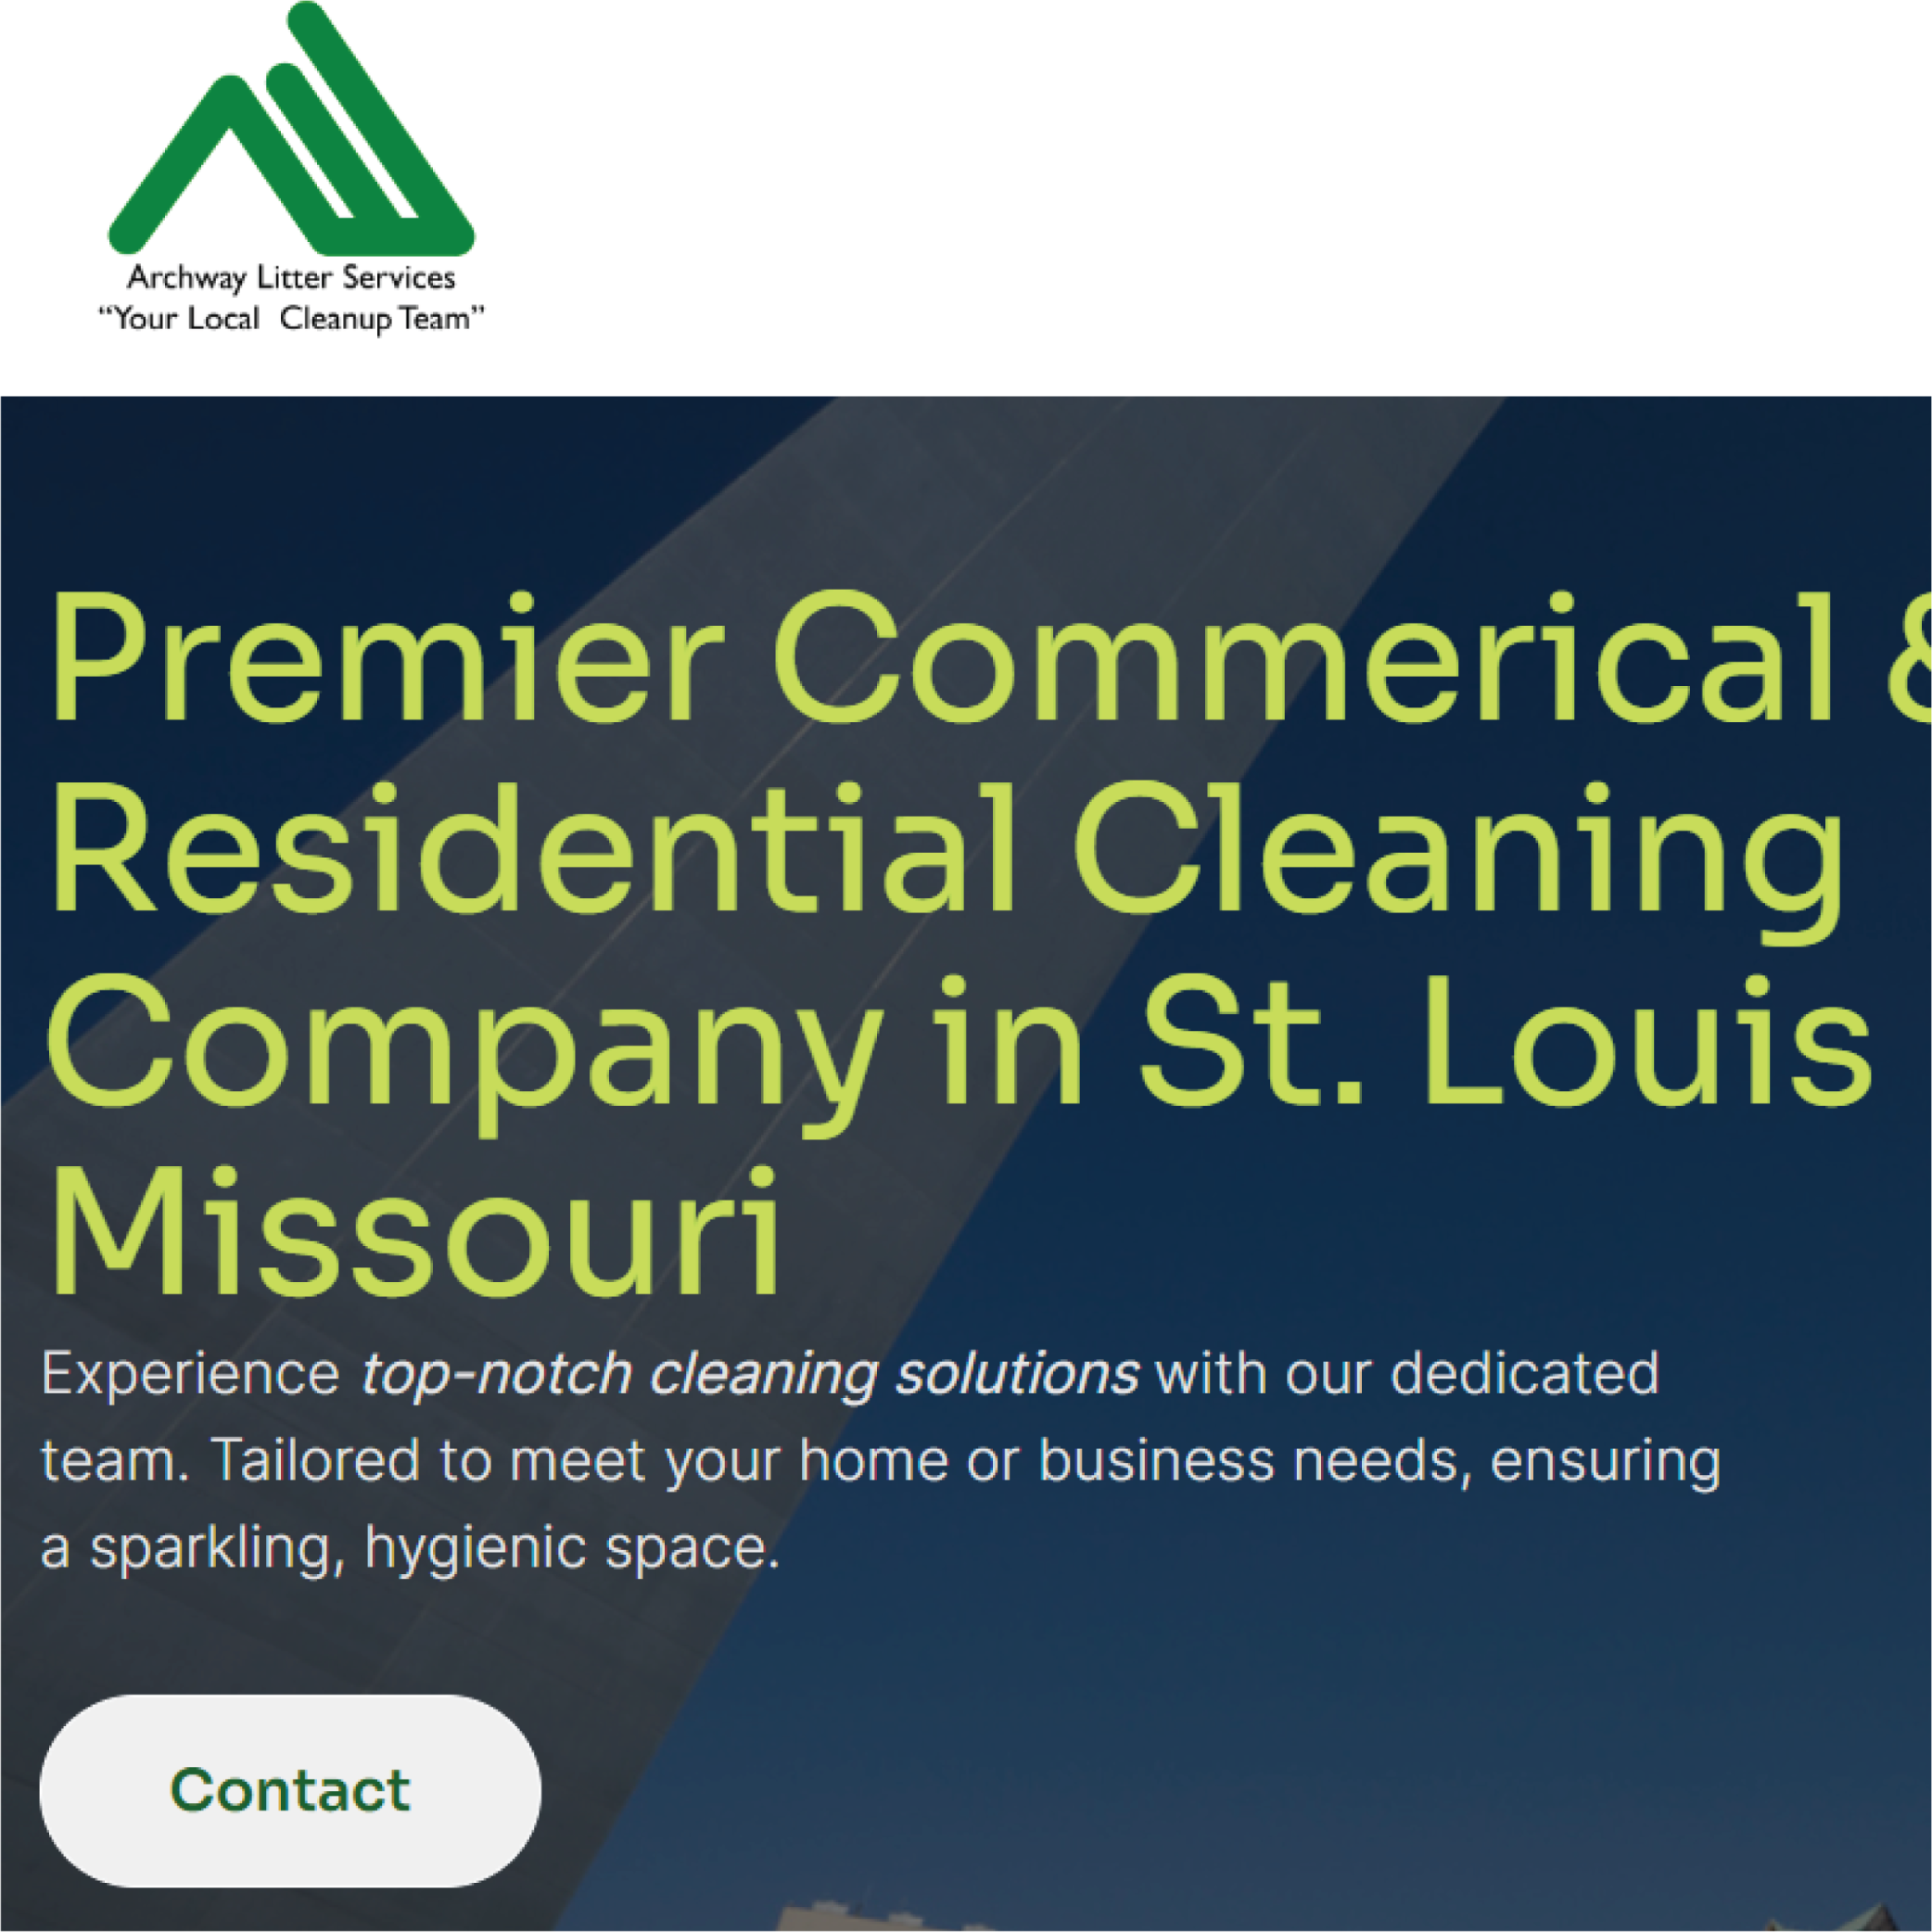 Archway Litter Services
“Your Local Cleanup Team”
Premier Commerical &
Residential Cleaning
Company in St. Louis
Missouri
Experience top-notch cleaning solutions with our dedicated
team. Tailored to meet your home or business needs, ensuring
a sparkling, hygienic space.
Contact